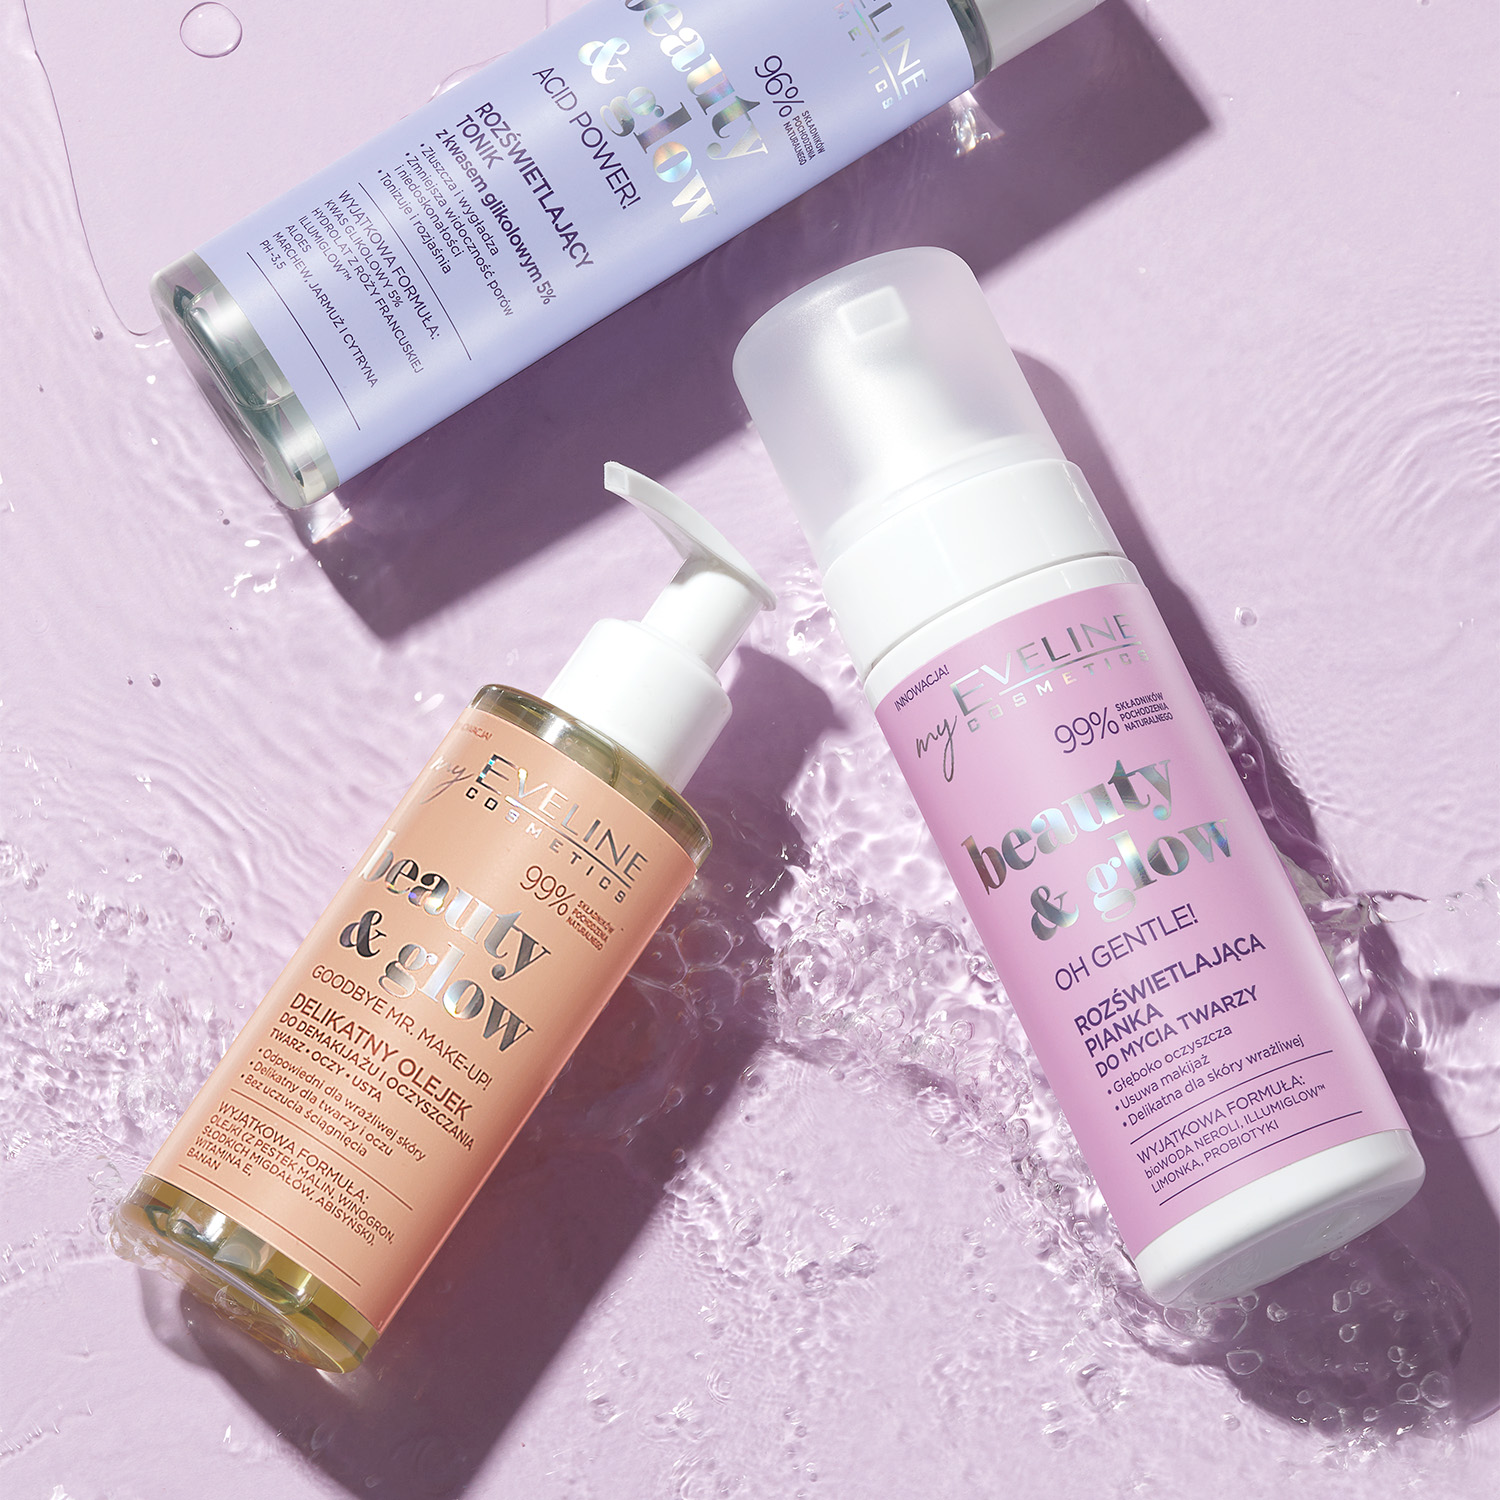 EVELINE
COSMETICS
96%
SKŁADNIKÓW
POCHODZENIA
NATURALNEGO
beauty
& glow
ACID POWER!
ROZŚWIETLAJĄCY
TONIK
z kwasem glikolowym 5%
• Złuszcza i wygładza
• Zmniejsza widoczność porów
i niedoskonałości
• Tonizuje i rozjaśnia
WYJĄTKOWA FORMUŁA:
KWAS GLIKOLOWY 5%
HYDROLAT Z RÓŻY FRANCUSKIEJ
ILLUMIGLOW™
ALOES
MARCHEW, JARMUŻ I CYTRYNA
PH-3,5
INNOWACJA!
my EVELINE
COSMETICS
99%
SKŁADNIKÓW
POCHODZENIA
NATURALNEGO
beauty
& glow
OH GENTLE!
ROZŚWIETLAJĄCA
PIANKA
DO MYCIA TWARZY
• Głęboko oczyszcza
• Usuwa makijaż
• Delikatna dla skóry wrażliwej
WYJĄTKOWA FORMUŁA:
bioWODA NEROLI, ILLUMIGLOW™
LIMONKA, PROBIOTYKI
my EVELINE
COSMETICS
99%
SKŁADNIKÓW
POCHODZENIA
NATURALNEGO
beauty
& glow
GOODBYE MR. MAKE-UP!
DELIKATNY OLEJEK
DO DEMAKIJAŻU I OCZYSZCZANIA
TWARZ • OCZY • USTA
• Odpowiedni dla wrażliwej skóry
• Delikatny dla twarzy i oczu
• Bez uczucia ściągnięcia
WYJĄTKOWA FORMUŁA:
OLEJKI (Z PESTEK MALIN, WINOGRON,
SŁODKICH MIGDAŁÓW, ABISYŃSKI),
WITAMINA E,
BANAN